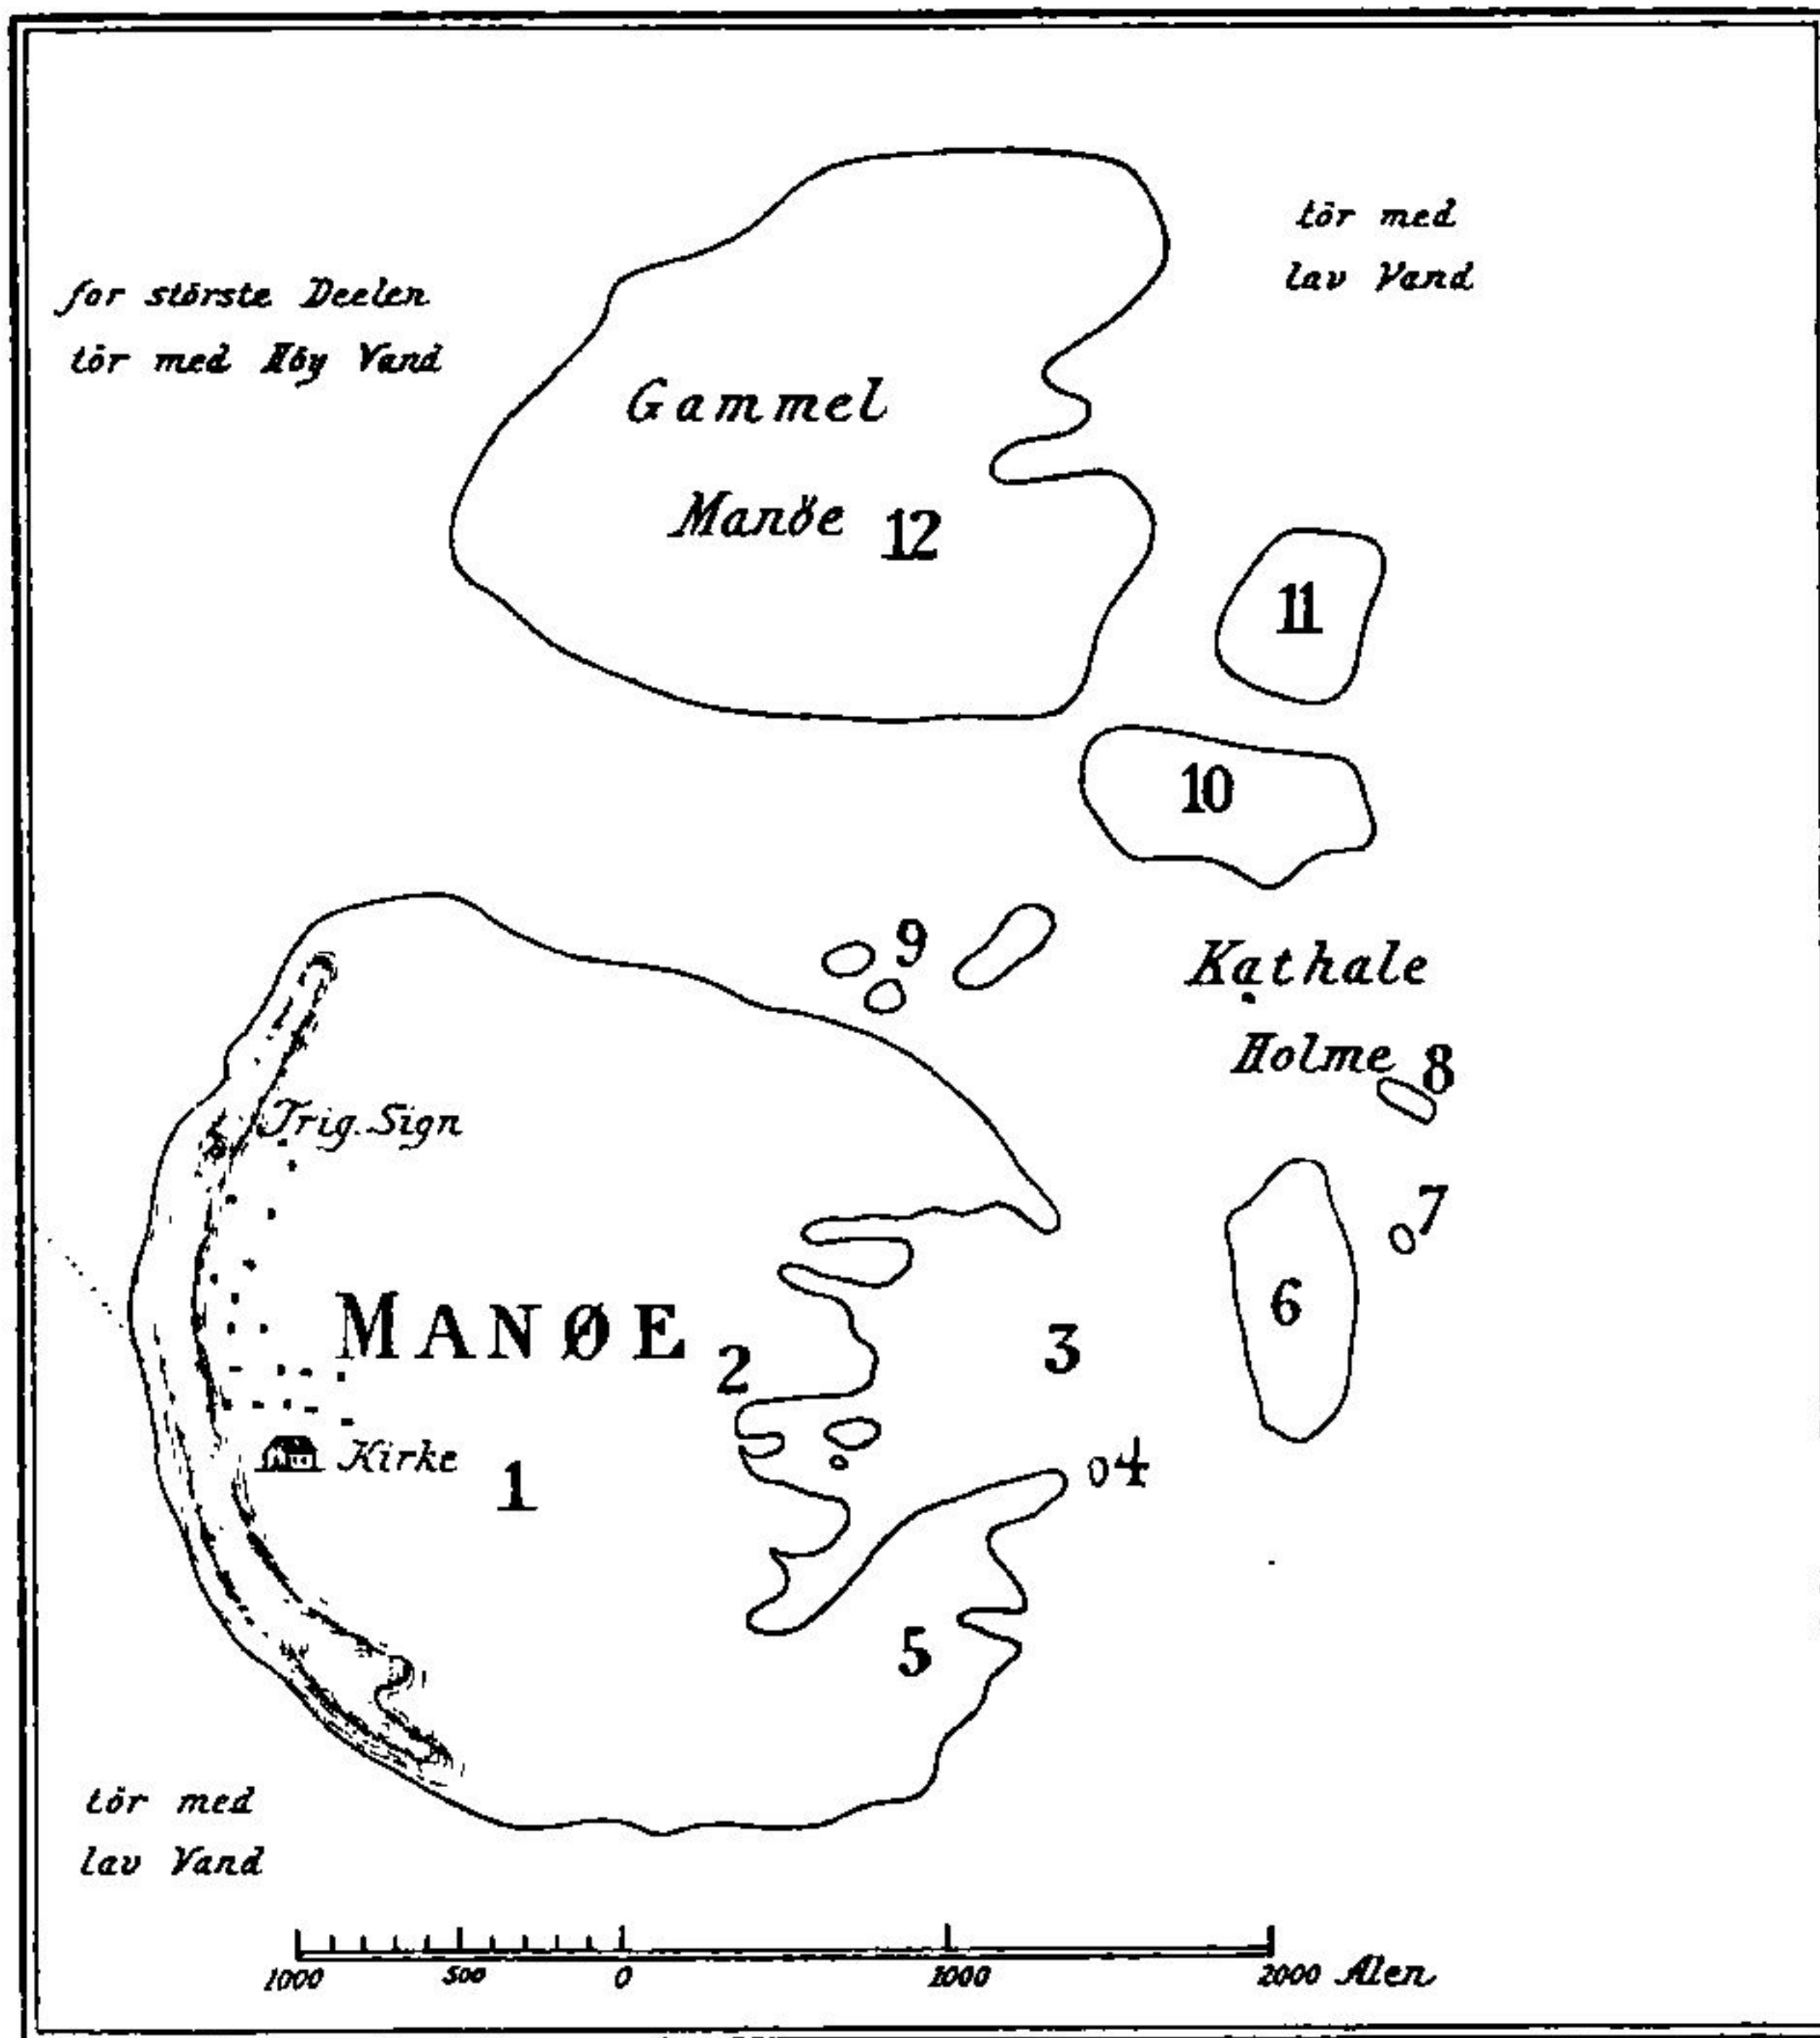 tör med
lav Vand
for störste Deelen
tör med Höy Vand
Gammel
Manöe 12
11
10
9
Kathale
Holme 8
Trig. Sign
7
6
MANØE 2
3
Kirke 1
4
5
tör med
lav Vand
1000 500 0 1000 2000 Alen